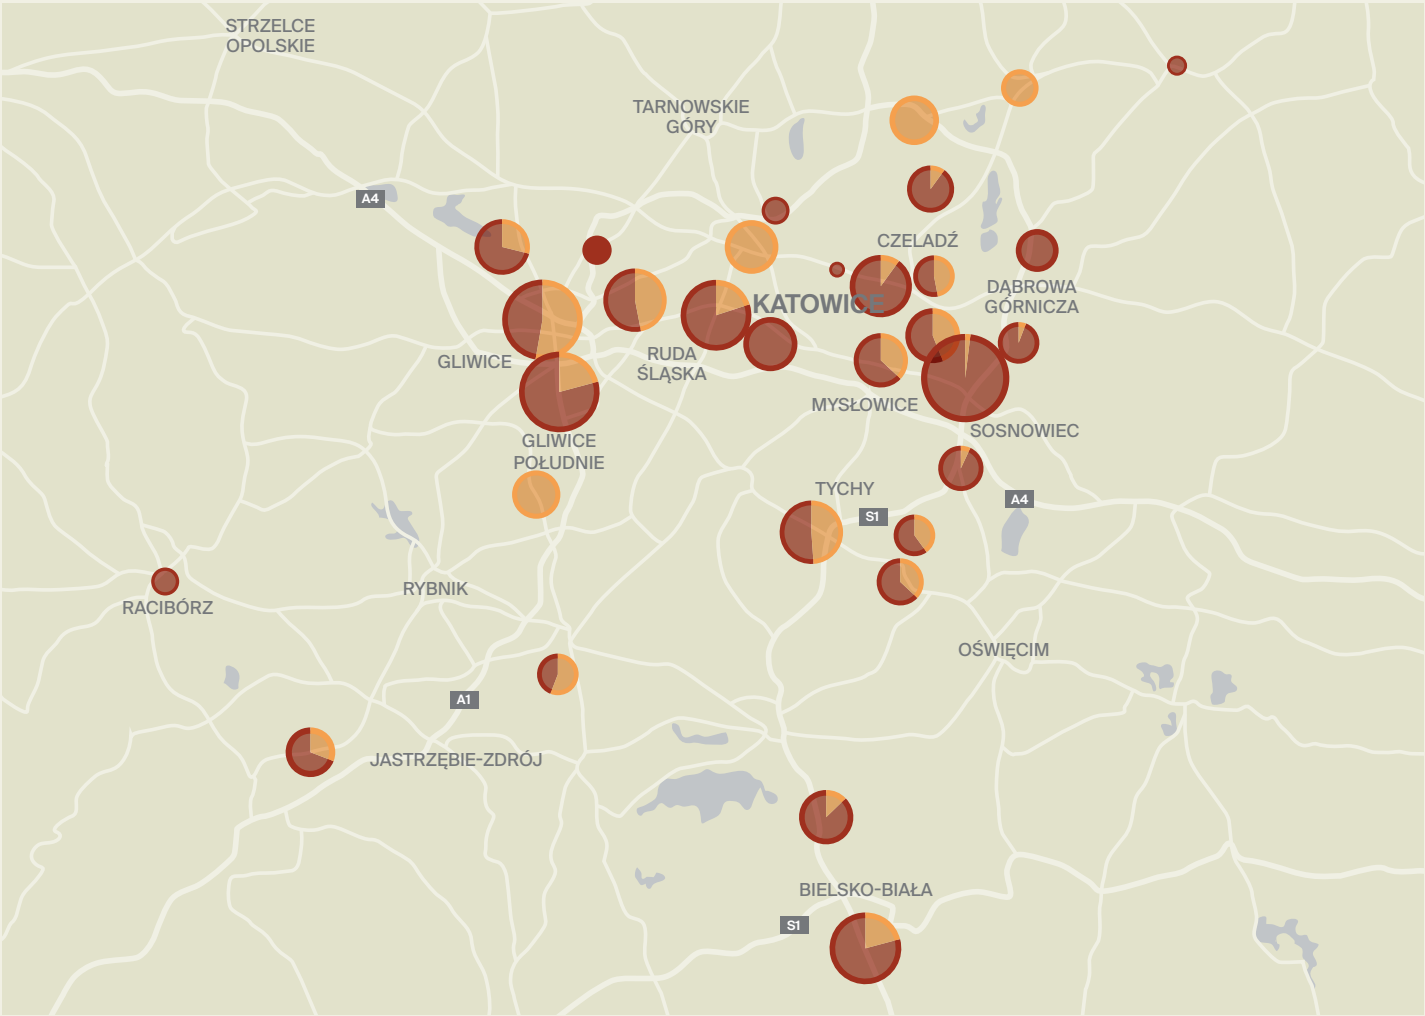 STRZELCE
OPOLSKIE
TARNOWSKIE
GÓRY
A4
CZELADŹ
DĄBROWA
GÓRNICZA
KATOWICE
GLIWICE
RUDA
ŚLĄSKA
MYSŁOWICE
SOSNOWIEC
GLIWICE
POŁUDNIE
TYCHY
A4
S1
RYBNIK
RACIBÓRZ
OŚWIĘCIM
A1
JASTRZĘBIE-ZDRÓJ
BIELSKO-BIAŁA
S1